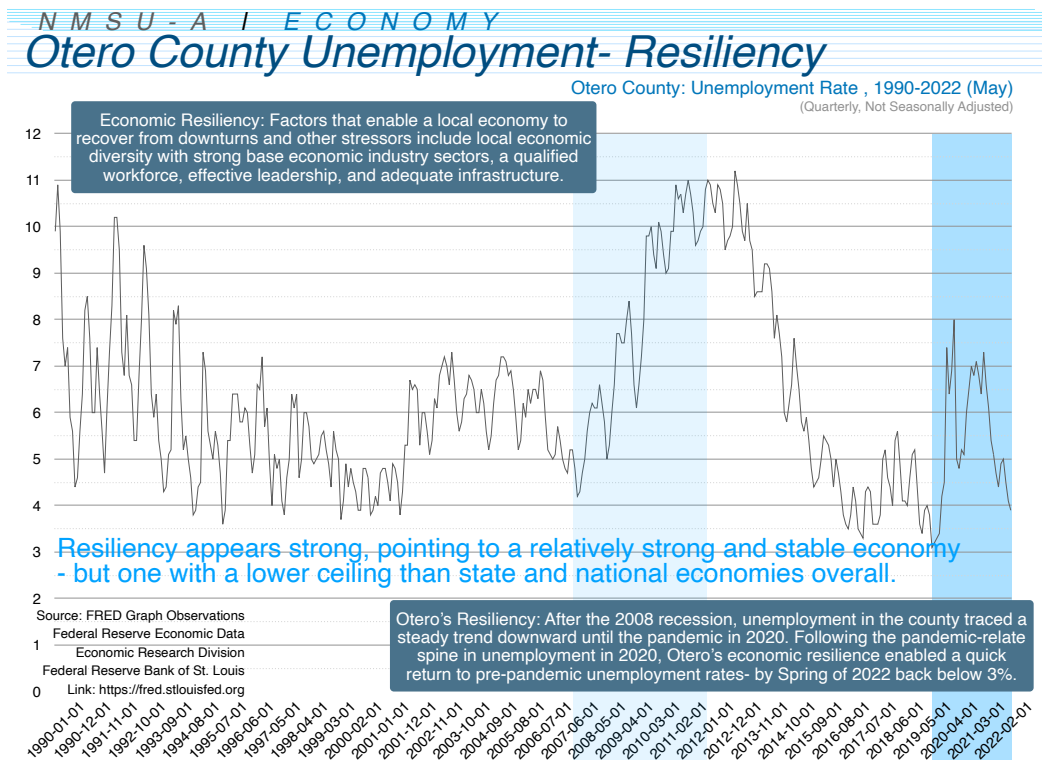 NMSU-A / ECONOMY
Otero County Unemployment- Resiliency
Otero County: Unemployment Rate , 1990-2022 (May)
(Quarterly, Not Seasonally Adjusted)
Economic Resiliency: Factors that enable a local economy to
recover from downturns and other stressors include local economic
diversity with strong base economic industry sectors, a qualified
workforce, effective leadership, and adequate infrastructure.
12
11
10
9
8
7
6
5
4
3
2
1
0
Resiliency appears strong, pointing to a relatively strong and stable economy
- but one with a lower ceiling than state and national economies overall.
Source: FRED Graph Observations
Federal Reserve Economic Data
Economic Research Division
Federal Reserve Bank of St. Louis
Link: https://fred.stlouisfed.org
Otero's Resiliency: After the 2008 recession, unemployment in the county traced a
steady trend downward until the pandemic in 2020. Following the pandemic-relate
spine in unemployment in 2020, Otero's economic resilience enabled a quick
return to pre-pandemic unemployment rates- by Spring of 2022 back below 3%.
1990-01-01
1990-12-01
1991-11-01
1992-10-01
1993-09-01
1994-08-01
1995-07-01
1996-06-01
1997-05-01
1998-04-01
1999-03-01
2000-02-01
2001-01-01
2001-12-01
2002-11-01
2003-10-01
2004-09-01
2005-08-01
2006-07-01
2007-06-01
2008-05-01
2009-04-01
2010-03-01
2011-02-01
2012-01-01
2012-12-01
2013-11-01
2014-10-01
2015-09-01
2016-08-01
2017-07-01
2018-06-01
2019-05-01
2020-04-01
2021-03-01
2022-02-01